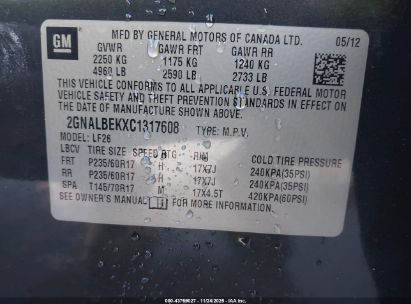 GM
MFD BY GENERAL MOTORS OF CANADA LTD.
05/12
GVWR GAWR FRT GAWR RR
2250 KG 1175 KG 1240 KG
4960 LB 2590 LB 2733 LB
THIS VEHICLE CONFORMS TO ALL APPLICABLE U.S. FEDERAL MOTOR
VEHICLE SAFETY AND THEFT PREVENTION STANDARDS IN EFFECT ON THE
DATE OF MANUFACTURE SHOWN ABOVE.
2GNALBEKXC1317608 TYPE: M.P.V.
MODEL: LF26
LBCV TIRE SIZE SPEED RTG RIM COLD TIRE PRESSURE
FRT P235/60R17 H 17X7J 240KPA(35PSI)
RR P235/60R17 H 17X7J 240KPA(35PSI)
SPA T145/70R17 M 17X4.5T 420KPA(60PSI)
SEE OWNER'S MANUAL FOR MORE INFORMATION.